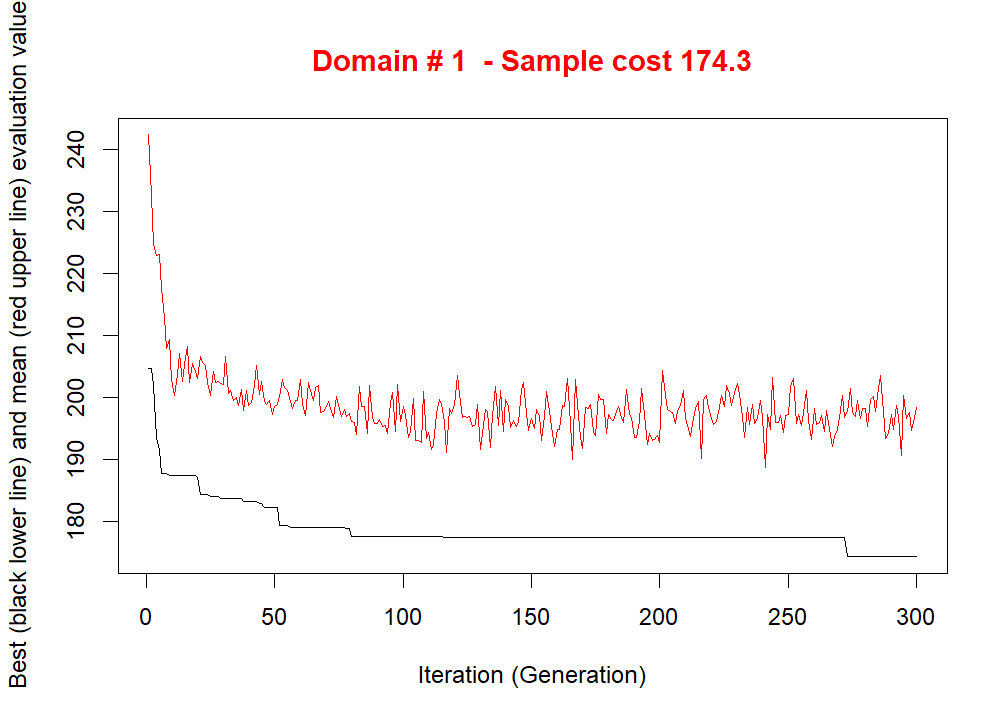 Domain # 1  - Sample cost 174.3
Best (black lower line) and mean (red upper line) evaluation value
240
230
220
210
200
190
180
0 50 100 150 200 250 300
Iteration (Generation)